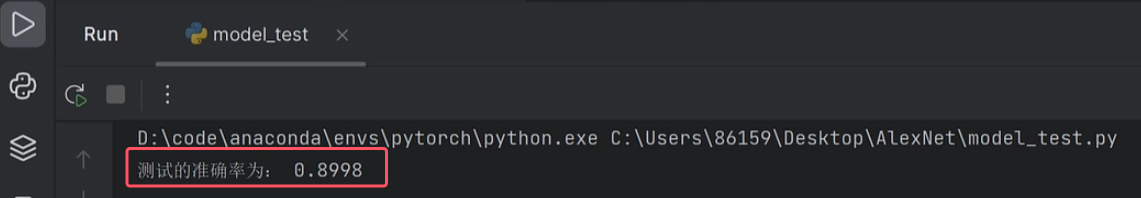 Run model_test
D:\code\anaconda\envs\pytorch\python.exe C:\Users\86159\Desktop\AlexNet\model_test.py
测试的准确率为： 0.8998